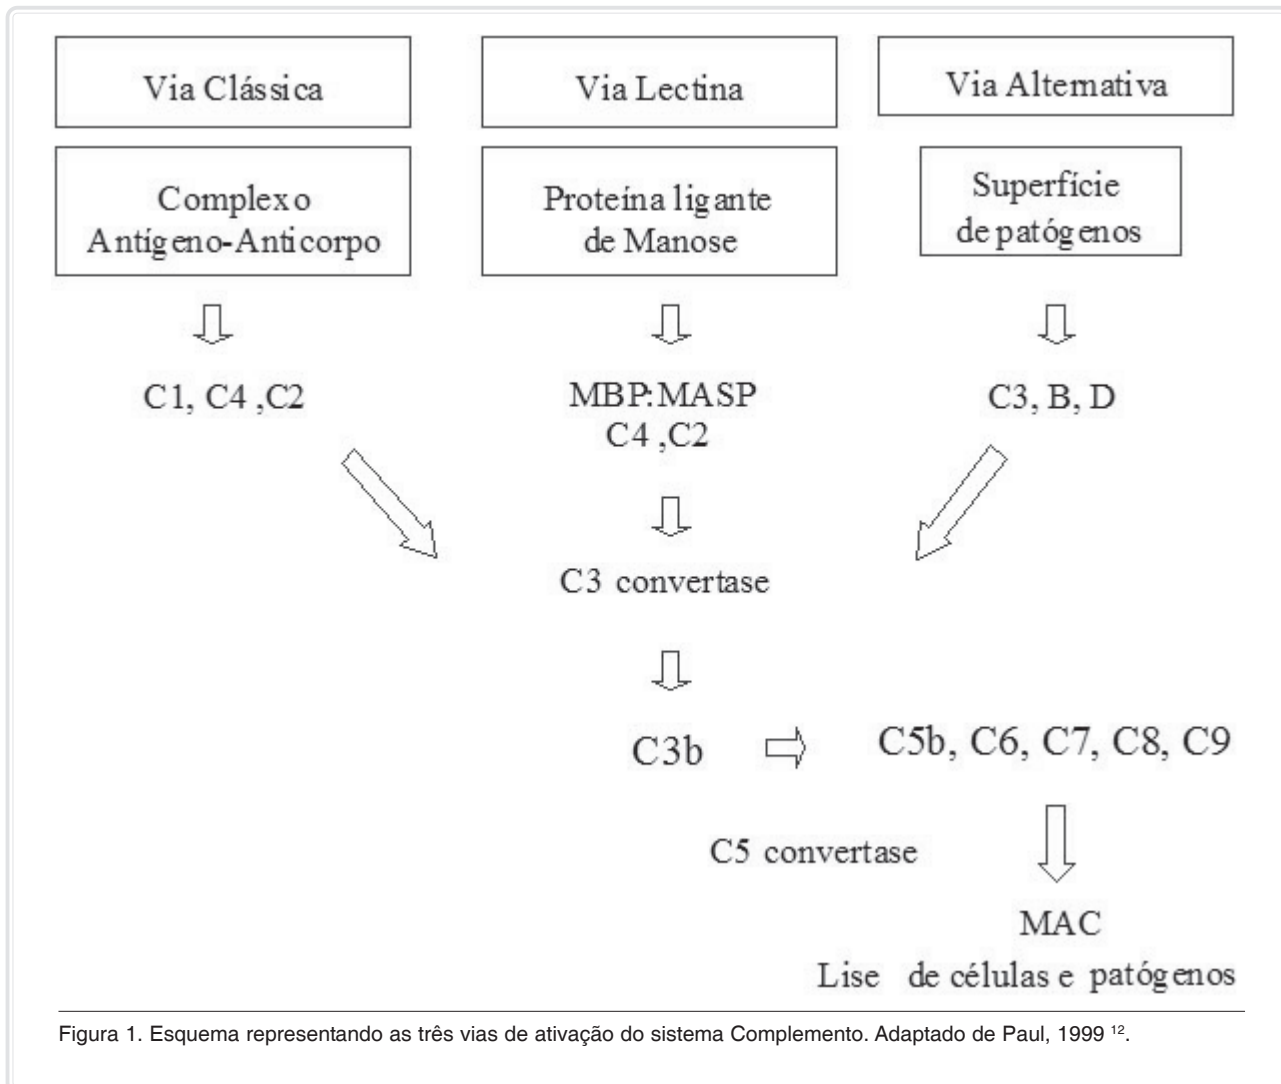 Via Clássica
Via Lectina
Via Alternativa
Complexo
Antígeno-Anticorpo
Proteína ligante
de Manose
Superfície
de patógenos
C1, C4 ,C2
MBP:MASP
C4 ,C2
C3, B, D
C3 convertase
C3b
C5b, C6, C7, C8, C9
C5 convertase
MAC
Lise de células e patógenos
Figura 1. Esquema representando as três vias de ativação do sistema Complemento. Adaptado de Paul, 1999 ¹².